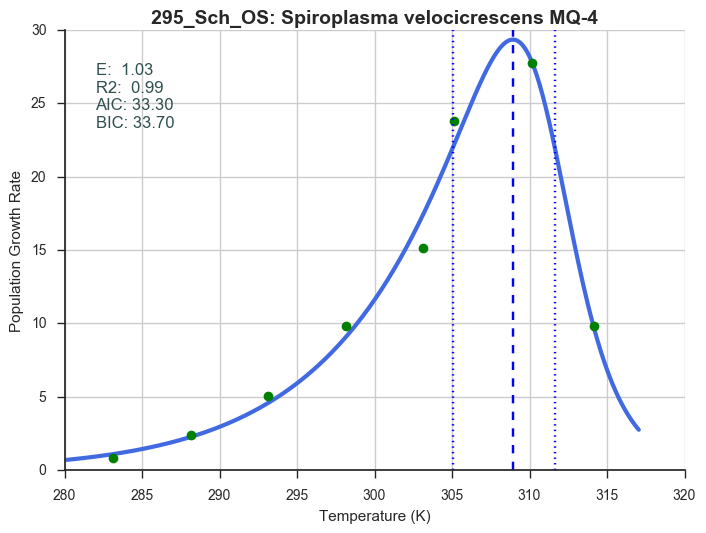 295_Sch_OS: Spiroplasma velocicrescens MQ-4
E: 1.03
R2: 0.99
AIC: 33.30
BIC: 33.70
Population Growth Rate
30
25
20
15
10
5
0
280 285 290 295 300 305 310 315 320
Temperature (K)